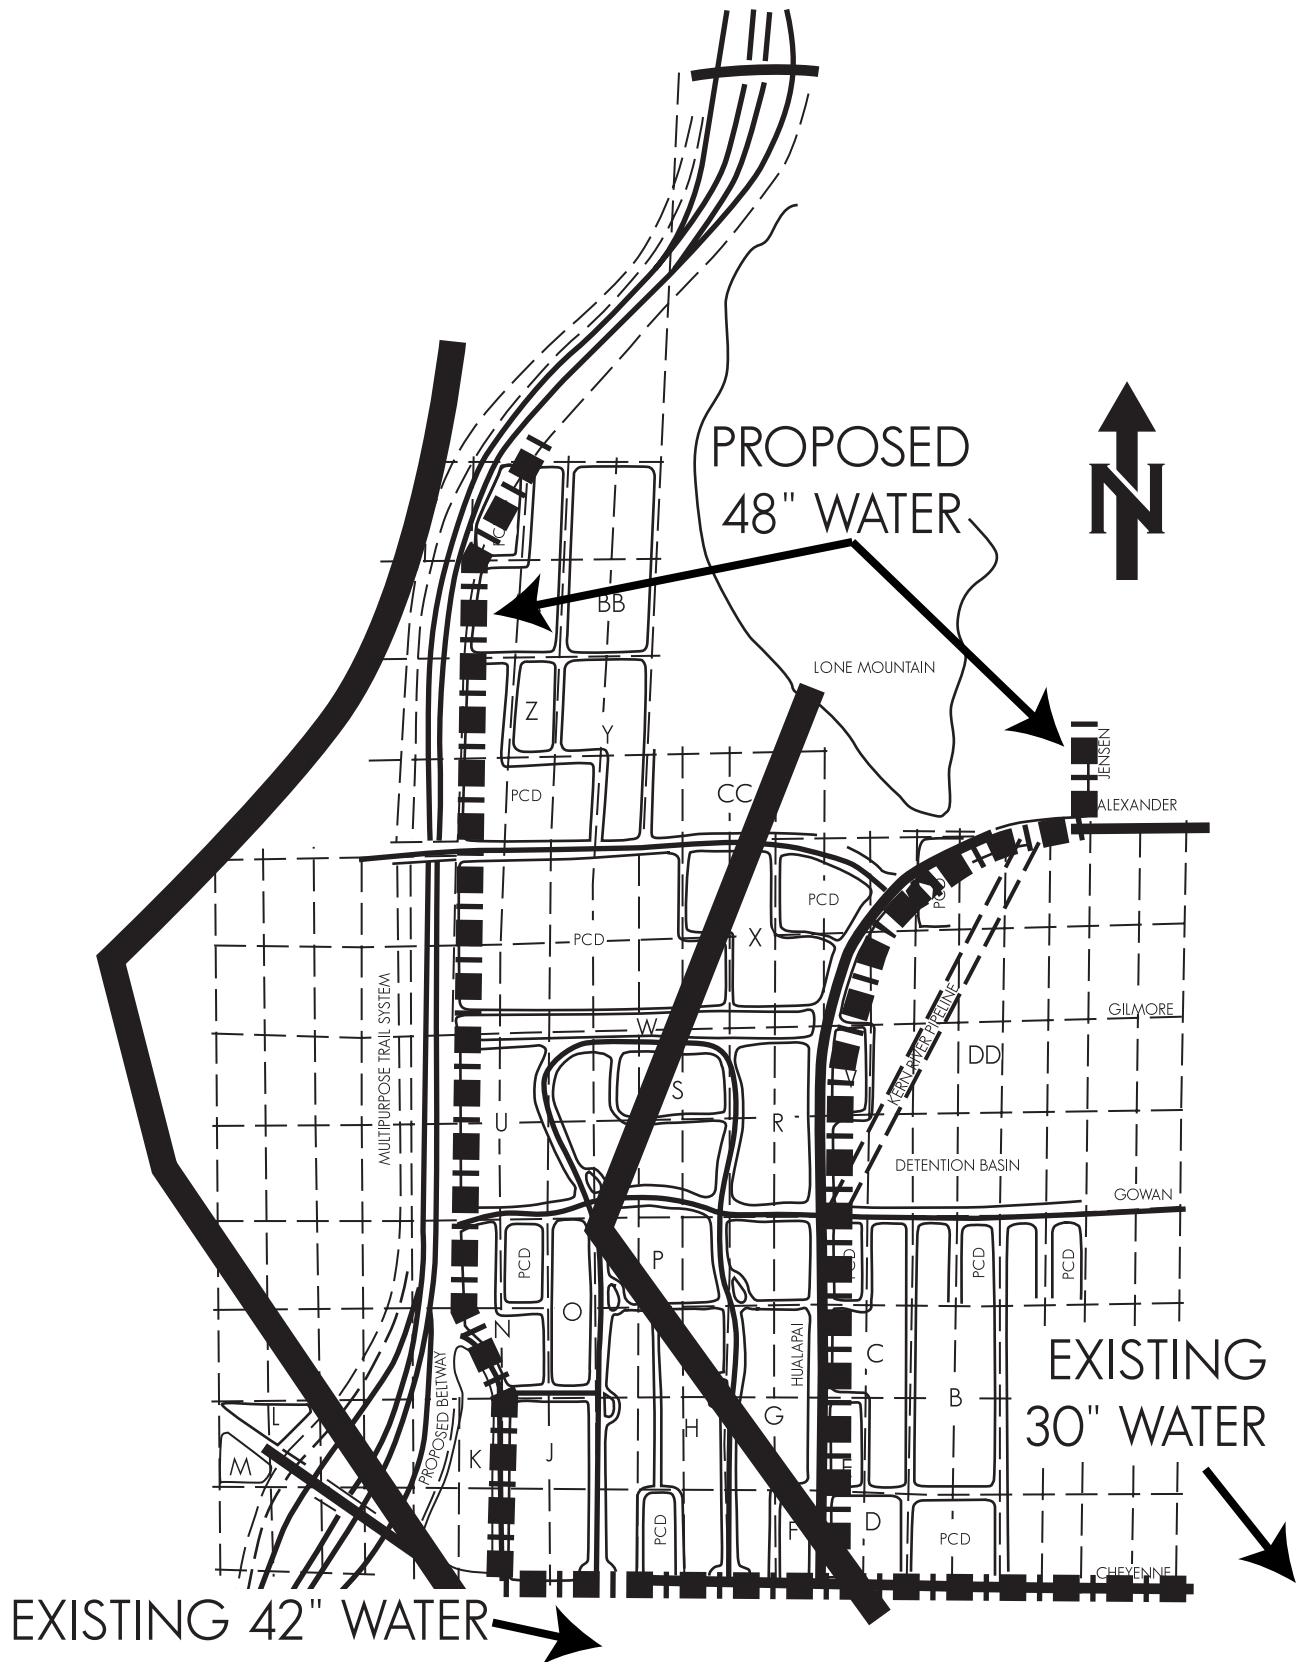 PROPOSED
48" WATER
N
BB
LONE MOUNTAIN
Z
Y
JENSEN
PCD
CC
ALEXANDER
PCD
PCD
PCD
X
MULTIPURPOSE TRAIL SYSTEM
GILMORE
W
KERN RIVER PIPELINE
DD
S
V
U
R
DETENTION BASIN
GOWAN
PCD
P
PCD
PCD
PCD
O
N
HUALAPAI
C
EXISTING
30" WATER
PROPOSED BELTWAY
B
L
G
H
M
K
J
E
PCD
F
D
PCD
CHEYENNE
EXISTING 42" WATER